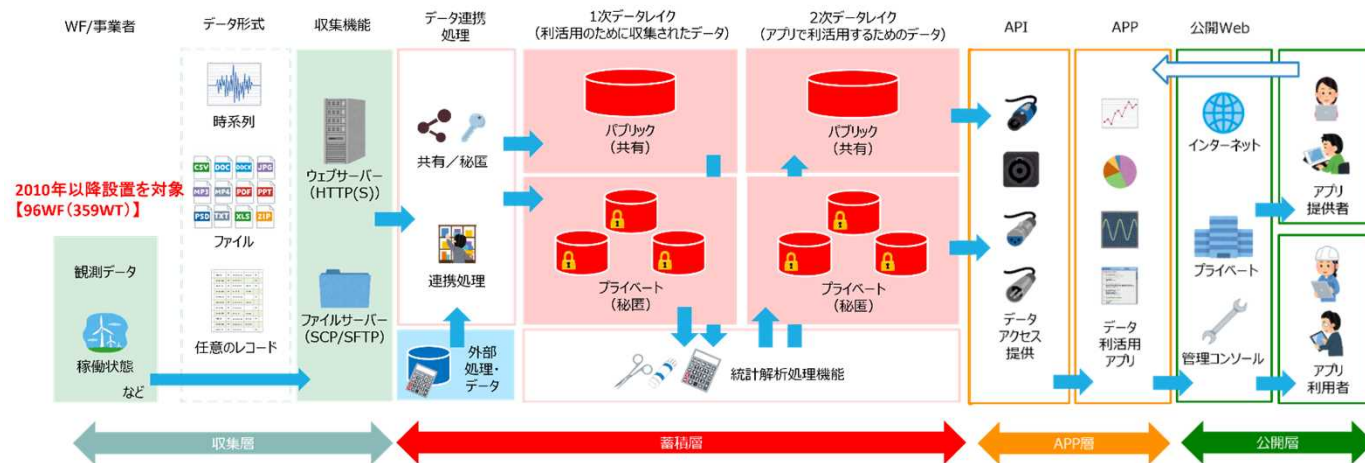 WF/事業者
データ形式
収集機能
データ連携
処理
1次データレイク
(利活用のために収集されたデータ)
2次データレイク
(アプリで利活用するためのデータ)
API
APP
公開Web
2010年以降設置を対象
【96WF(359WT)】
観測データ
稼働状態
など
時系列
CSV DOC DOCX JPG
MP3 MP4 PDF PPT
PSD TXT XLS ZIP
ファイル
任意のレコード
ウェブサーバー
(HTTP(S))
ファイルサーバー
(SCP/SFTP)
共有/秘匿
連携処理
外部
処理・
データ
パブリック
(共有)
プライベート
(秘匿)
パブリック
(共有)
プライベート
(秘匿)
統計解析処理機能
データ
アクセス
提供
データ
利活用
アプリ
インターネット
プライベート
管理コンソール
アプリ
提供者
アプリ
利用者
収集層
蓄積層
APP層
公開層